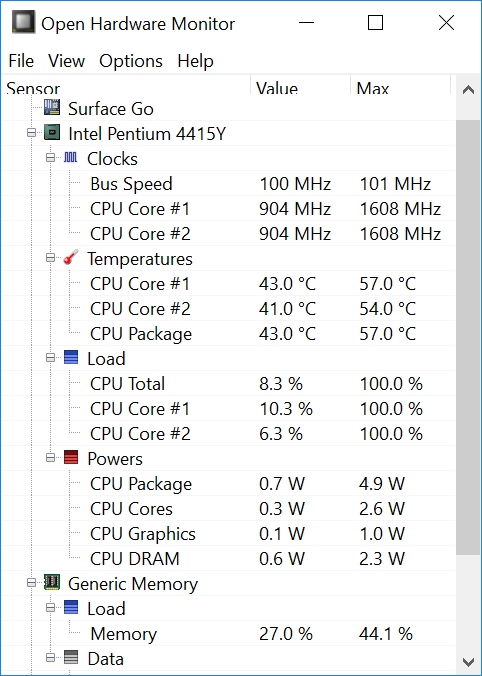 Open Hardware Monitor
File View Options Help
Sensor Value Max
Surface Go
Intel Pentium 4415Y
Clocks
Bus Speed 100 MHz 101 MHz
CPU Core #1 904 MHz 1608 MHz
CPU Core #2 904 MHz 1608 MHz
Temperatures
CPU Core #1 43.0 °C 57.0 °C
CPU Core #2 41.0 °C 54.0 °C
CPU Package 43.0 °C 57.0 °C
Load
CPU Total 8.3 % 100.0 %
CPU Core #1 10.3 % 100.0 %
CPU Core #2 6.3 % 100.0 %
Powers
CPU Package 0.7 W 4.9 W
CPU Cores 0.3 W 2.6 W
CPU Graphics 0.1 W 1.0 W
CPU DRAM 0.6 W 2.3 W
Generic Memory
Load
Memory 27.0 % 44.1 %
Data